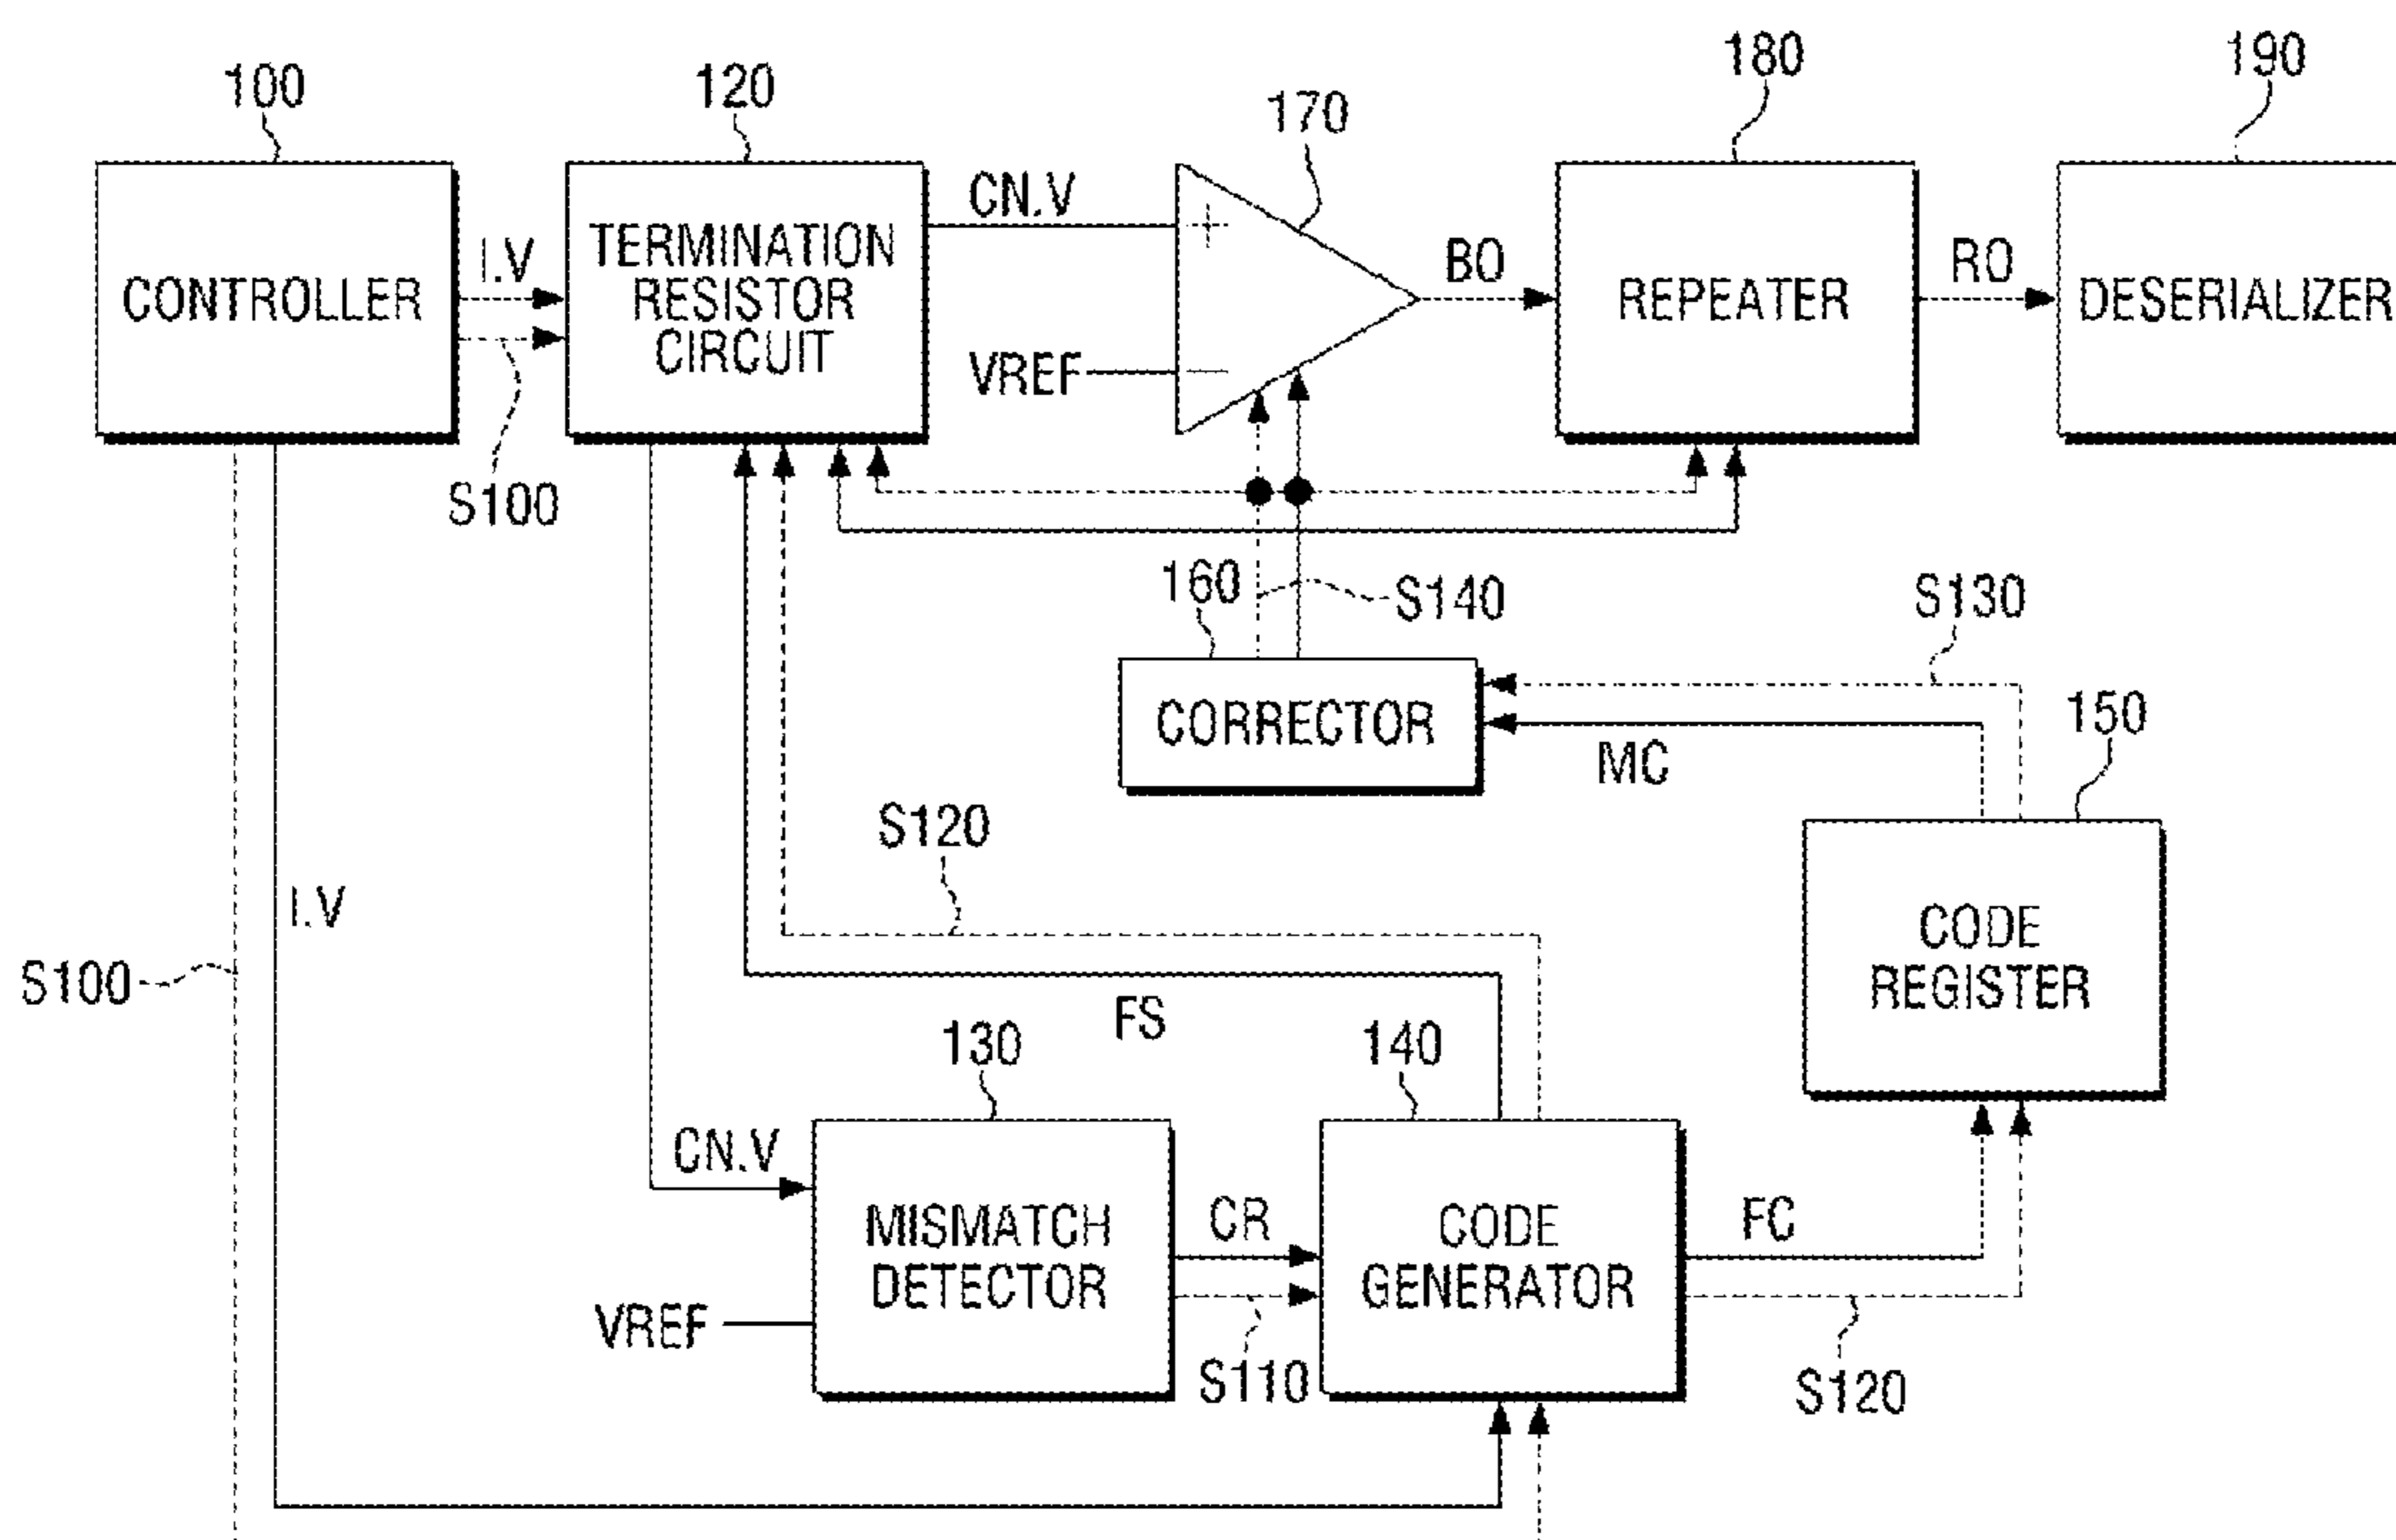 100
120
170
180
190
CONTROLLER
I.V
S100
TERMINATION
RESISTOR
CIRCUIT
CN.V
+
VREF
−
BO
REPEATER
RO
DESERIALIZER
160
S140
S130
CORRECTOR
MC
150
S120
CODE
REGISTER
I.V
S100
FS
130
140
CN.V
MISMATCH
DETECTOR
VREF
CR
S110
CODE
GENERATOR
FC
S120